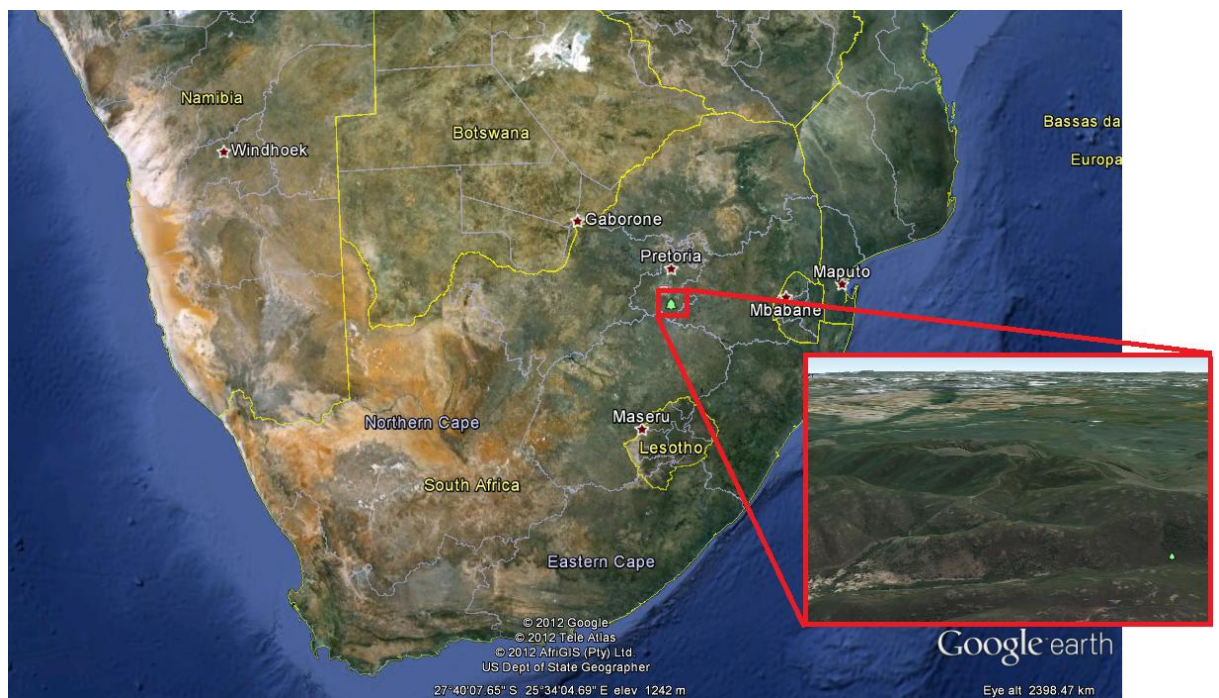 Namibia
Bassas da
Botswana
Windhoek
Europa
Gaborone
Pretoria
Maputo
Mbabane
Maseru
Northern Cape
Lesotho
South Africa
Eastern Cape
© 2012 Google
© 2012 Tele Atlas
© 2012 AfriGIS (Pty) Ltd.
US Dept of State Geographer
Google earth
27°40'07.65" S 25°34'04.69" E elev 1242 m
Eye alt 2398.47 km